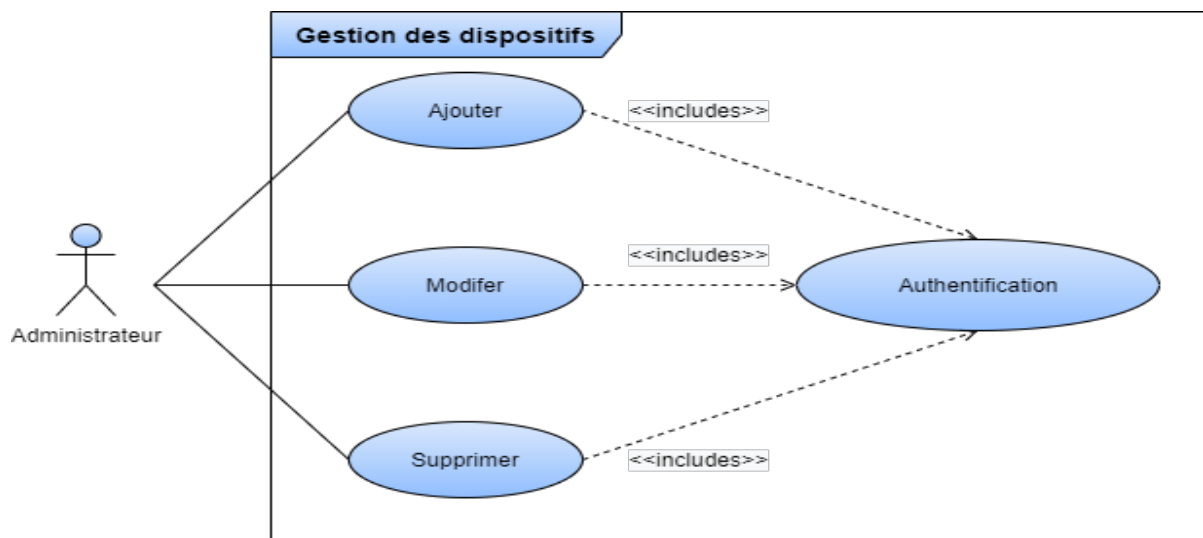 Gestion des dispositifs
Ajouter
<<includes>>
Modifer
<<includes>>
Authentification
Administrateur
Supprimer
<<includes>>